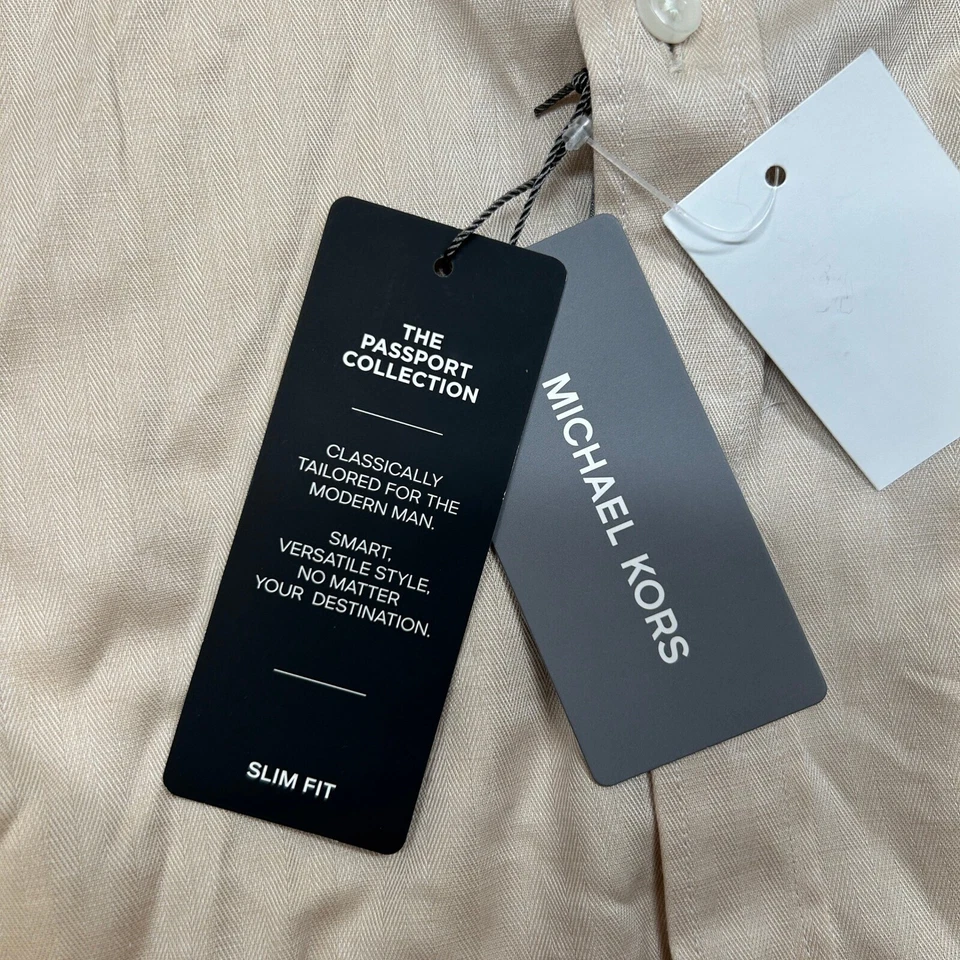 THE
PASSPORT
COLLECTION
CLASSICALLY
TAILORED FOR THE
MODERN MAN.
SMART,
VERSATILE STYLE,
NO MATTER
YOUR DESTINATION.
SLIM FIT
MICHAEL KORS